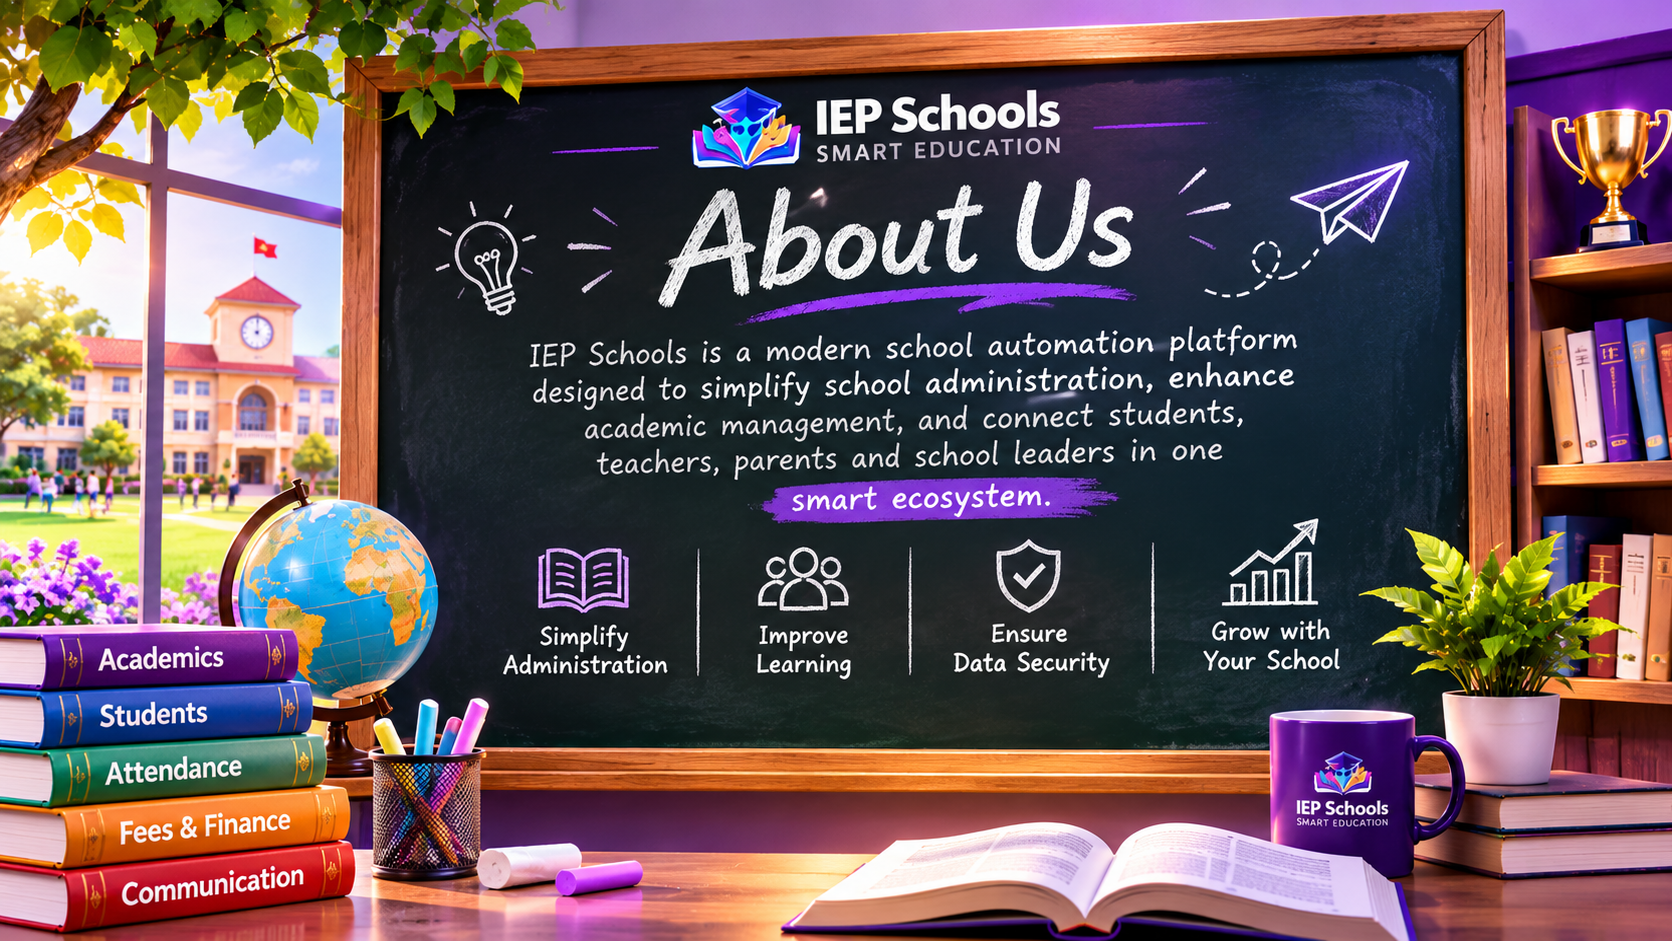 IEP Schools
SMART EDUCATION
About Us
IEP Schools is a modern school automation platform
designed to simplify school administration, enhance
academic management, and connect students,
teachers, parents and school leaders in one
smart ecosystem.
Simplify
Administration
Improve
Learning
Ensure
Data Security
Grow with
Your School
Academics
Students
Attendance
Fees & Finance
Communication
IEP Schools
SMART EDUCATION